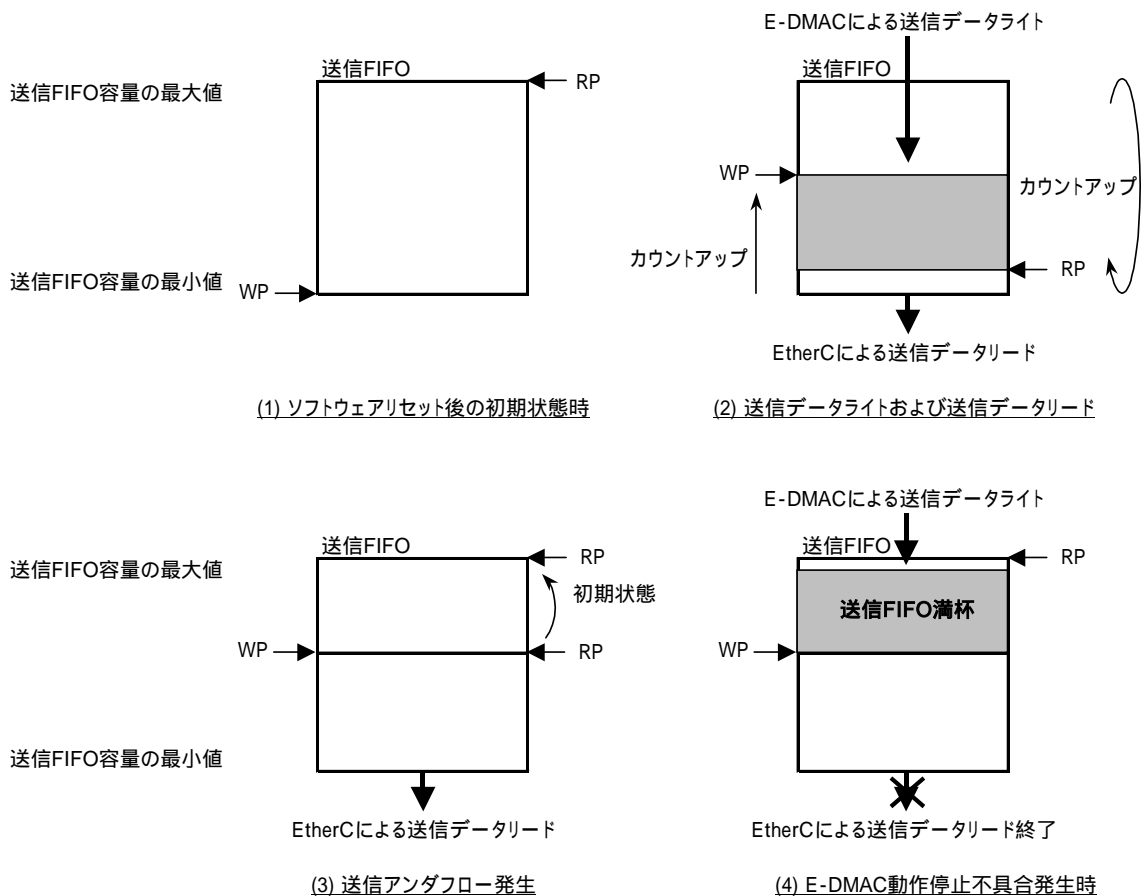 送信FIFO
RP
送信FIFO容量の最大値
送信FIFO容量の最小値
WP
(1) ソフトウェアリセット後の初期状態時
E-DMACによる送信データライト
送信FIFO
WP
カウントアップ
カウントアップ
RP
EtherCによる送信データリード
(2) 送信データライトおよび送信データリード
送信FIFO
RP
送信FIFO容量の最大値
初期状態
WP
RP
送信FIFO容量の最小値
EtherCによる送信データリード
(3) 送信アンダフロー発生
E-DMACによる送信データライト
送信FIFO
RP
送信FIFO満杯
WP
EtherCによる送信データリード終了
(4) E-DMAC動作停止不具合発生時